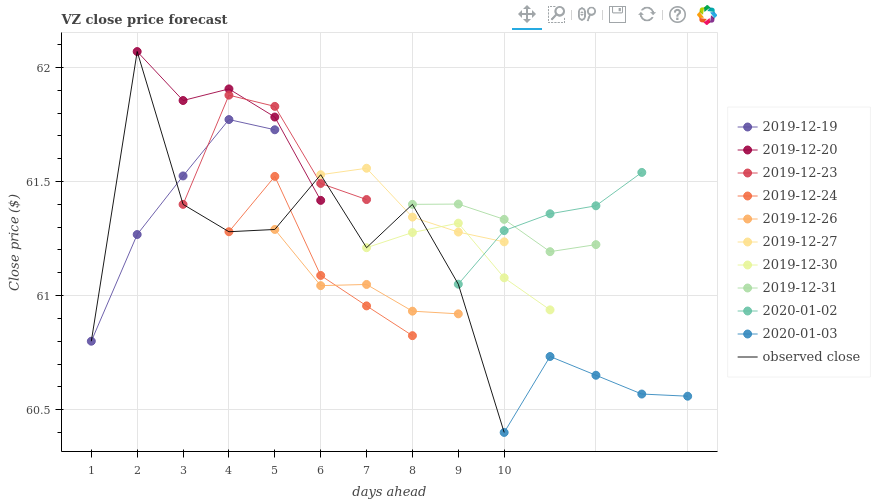 VZ close price forecast
62
61.5
61
60.5
Close price ($)
1 2 3 4 5 6 7 8 9 10
days ahead
2019-12-19
2019-12-20
2019-12-23
2019-12-24
2019-12-26
2019-12-27
2019-12-30
2019-12-31
2020-01-02
2020-01-03
observed close